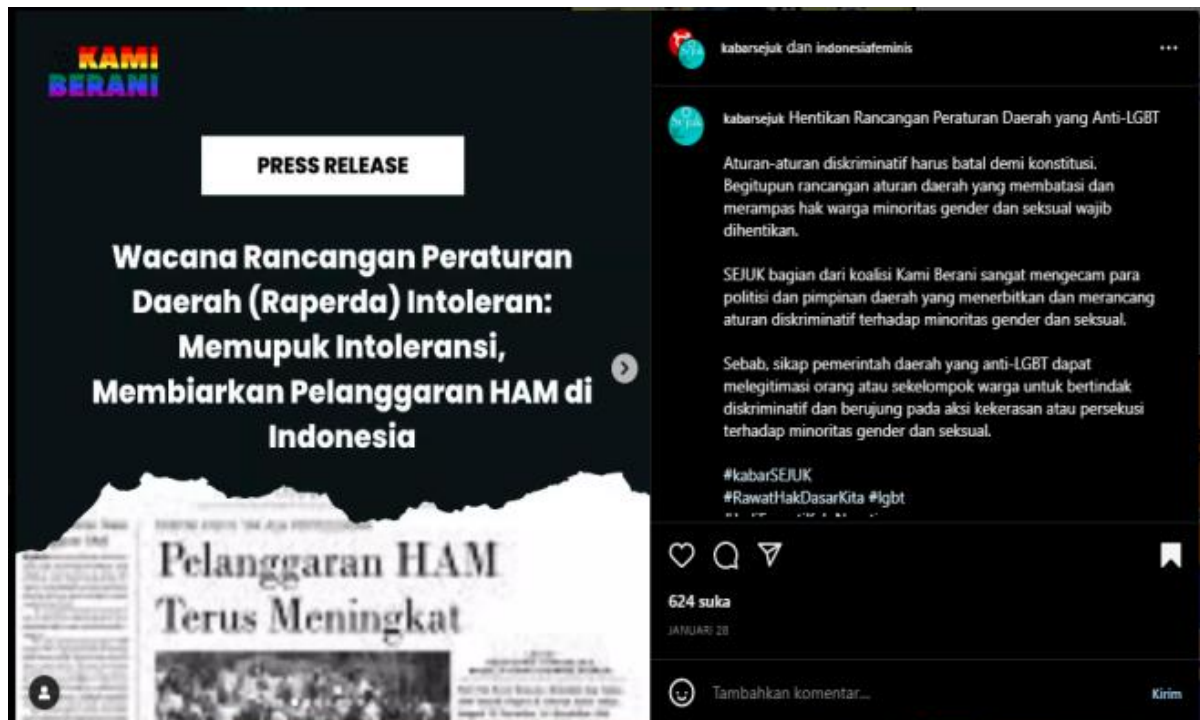 KAMI
BERANI
PRESS RELEASE
Wacana Rancangan Peraturan
Daerah (Raperda) Intoleran:
Memupuk Intoleransi,
Membiarkan Pelanggaran HAM di
Indonesia
Pelanggaran HAM
Terus Meningkat
kabarsejuk dan indonesiafeminis
kabarsejuk Hentikan Rancangan Peraturan Daerah yang Anti-LGBT
Aturan-aturan diskriminatif harus batal demi konstitusi.
Begitupun rancangan aturan daerah yang membatasi dan
merampas hak warga minoritas gender dan seksual wajib
dihentikan.
SEJUK bagian dari koalisi Kami Berani sangat mengecam para
politisi dan pimpinan daerah yang menerbitkan dan merancang
aturan diskriminatif terhadap minoritas gender dan seksual.
Sebab, sikap pemerintah daerah yang anti-LGBT dapat
melegitimasi orang atau sekelompok warga untuk bertindak
diskriminatif dan berujung pada aksi kekerasan atau persekusi
terhadap minoritas gender dan seksual.
#kabarSEJUK
#RawatHakDasarKita #lgbt
624 suka
JANUARI 28
Tambahkan komentar...
Kirim